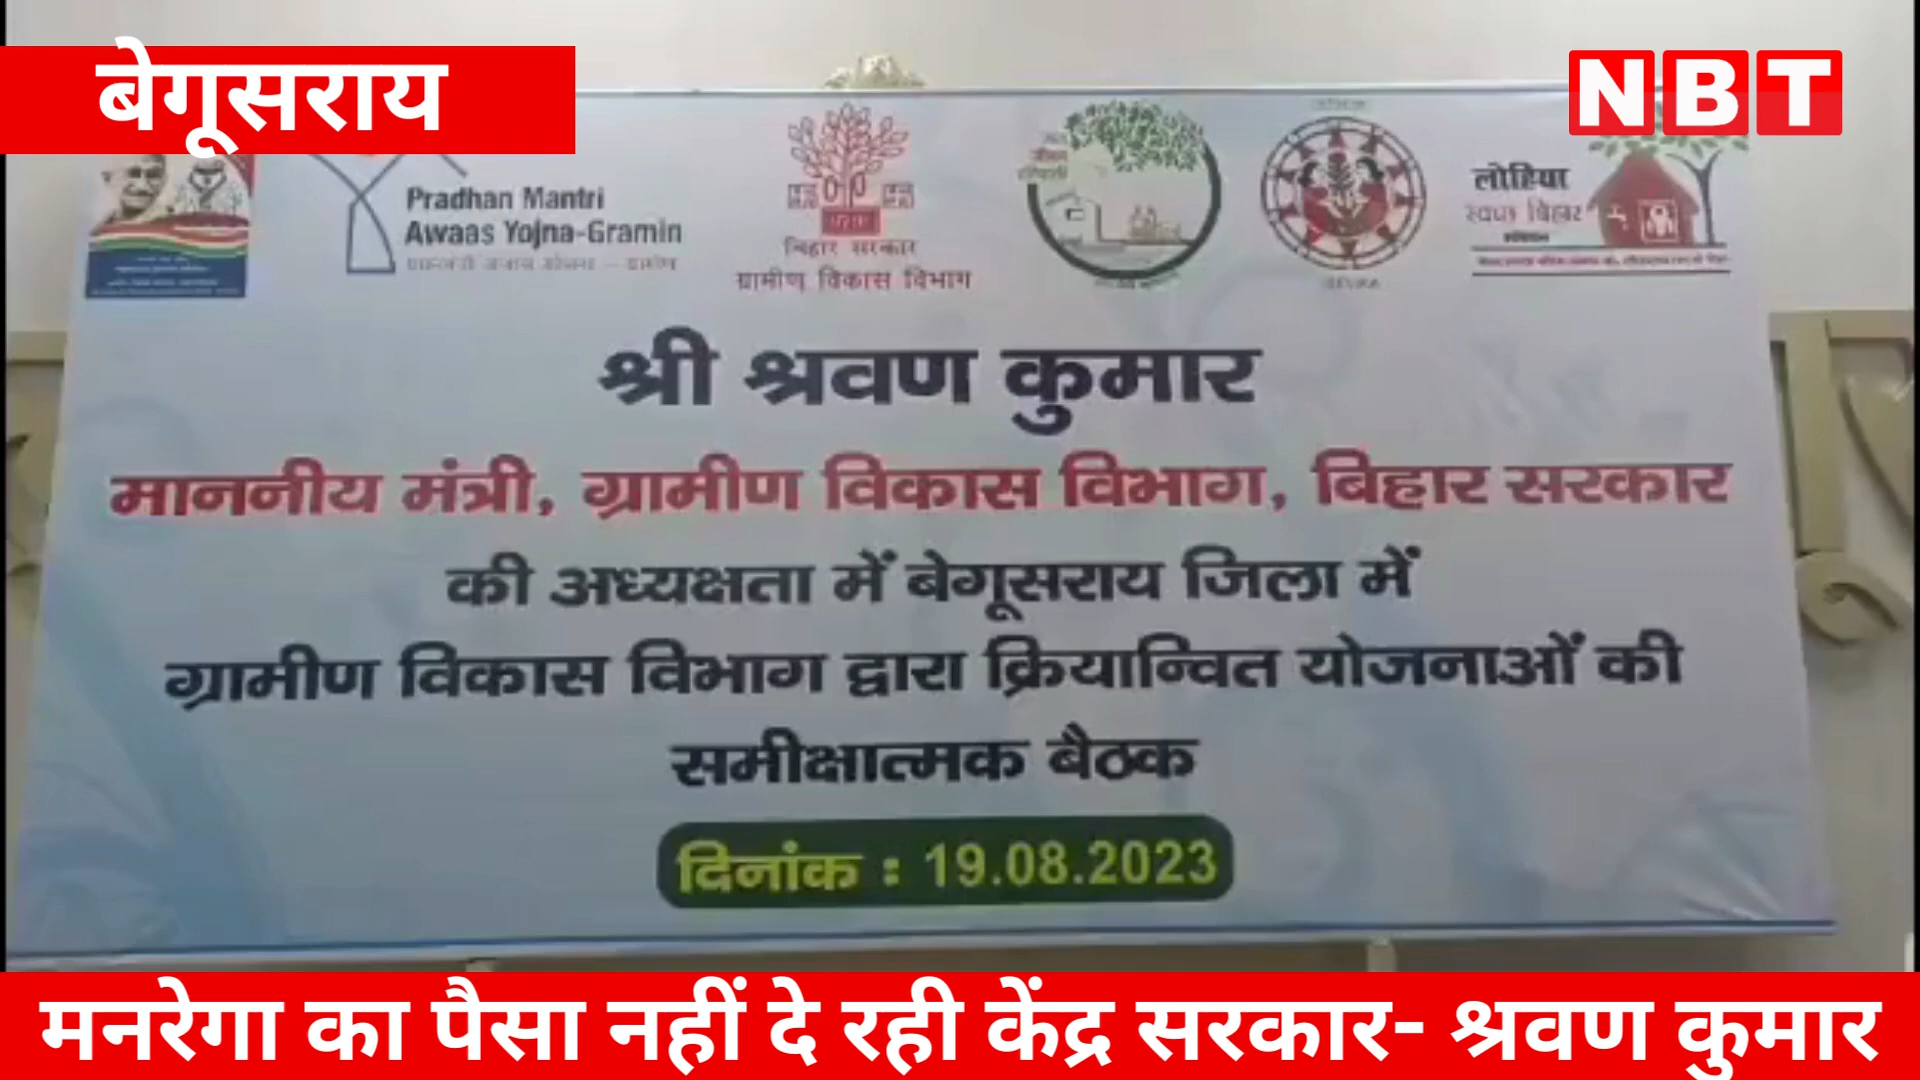 बेगूसराय
NBT
Pradhan Mantri
Awaas Yojna-Gramin
बिहार सरकार
ग्रामीण विकास विभाग
लोहिया
स्वच्छ बिहार
श्री श्रवण कुमार
माननीय मंत्री, ग्रामीण विकास विभाग, बिहार सरकार
की अध्यक्षता में बेगूसराय जिला में
ग्रामीण विकास विभाग द्वारा क्रियान्वित योजनाओं की
समीक्षात्मक बैठक
दिनांक : 19.08.2023
मनरेगा का पैसा नहीं दे रही केंद्र सरकार- श्रवण कुमार